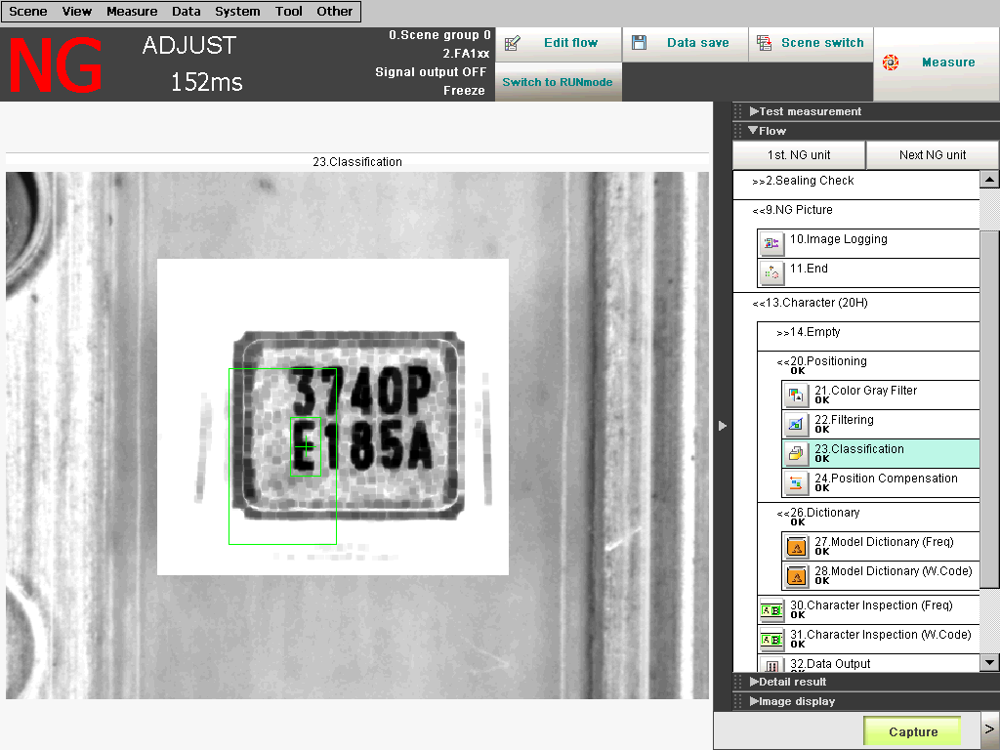 Scene View Measure Data System Tool Other
NG
ADJUST
152ms
0.Scene group 0
2.FA1xx
Signal output OFF
Freeze
Edit flow
Data save
Scene switch
Switch to RUNmode
Measure
23.Classification
3740P
E185A
Test measurement
Flow
1st. NG unit
Next NG unit
>>2.Sealing Check
<<9.NG Picture
10.Image Logging
11.End
<<13.Character (20H)
>>14.Empty
<<20.Positioning
OK
21.Color Gray Filter
OK
22.Filtering
OK
23.Classification
OK
24.Position Compensation
OK
<<26.Dictionary
OK
27.Model Dictionary (Freq)
OK
28.Model Dictionary (W.Code)
OK
30.Character Inspection (Freq)
OK
31.Character Inspection (W.Code)
OK
32.Data Output
OK
Detail result
Image display
Capture
>